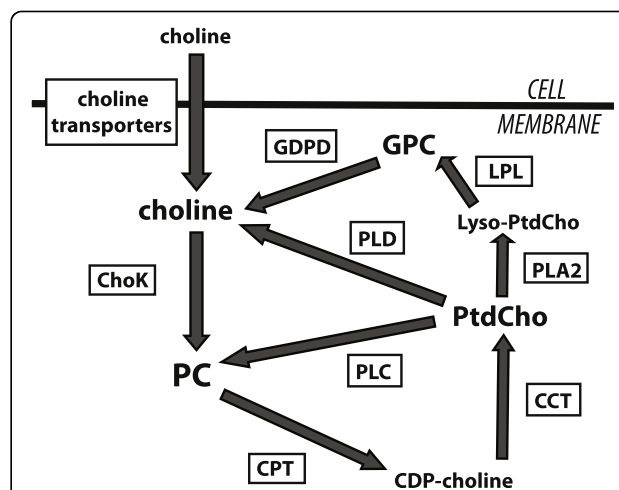 choline
CELL
MEMBRANE
choline
transporters
GDPD
GPC
LPL
choline
Lyso-PtdCho
PLD
ChoK
PLA2
PtdCho
PC
PLC
CCT
CPT
CDP-choline